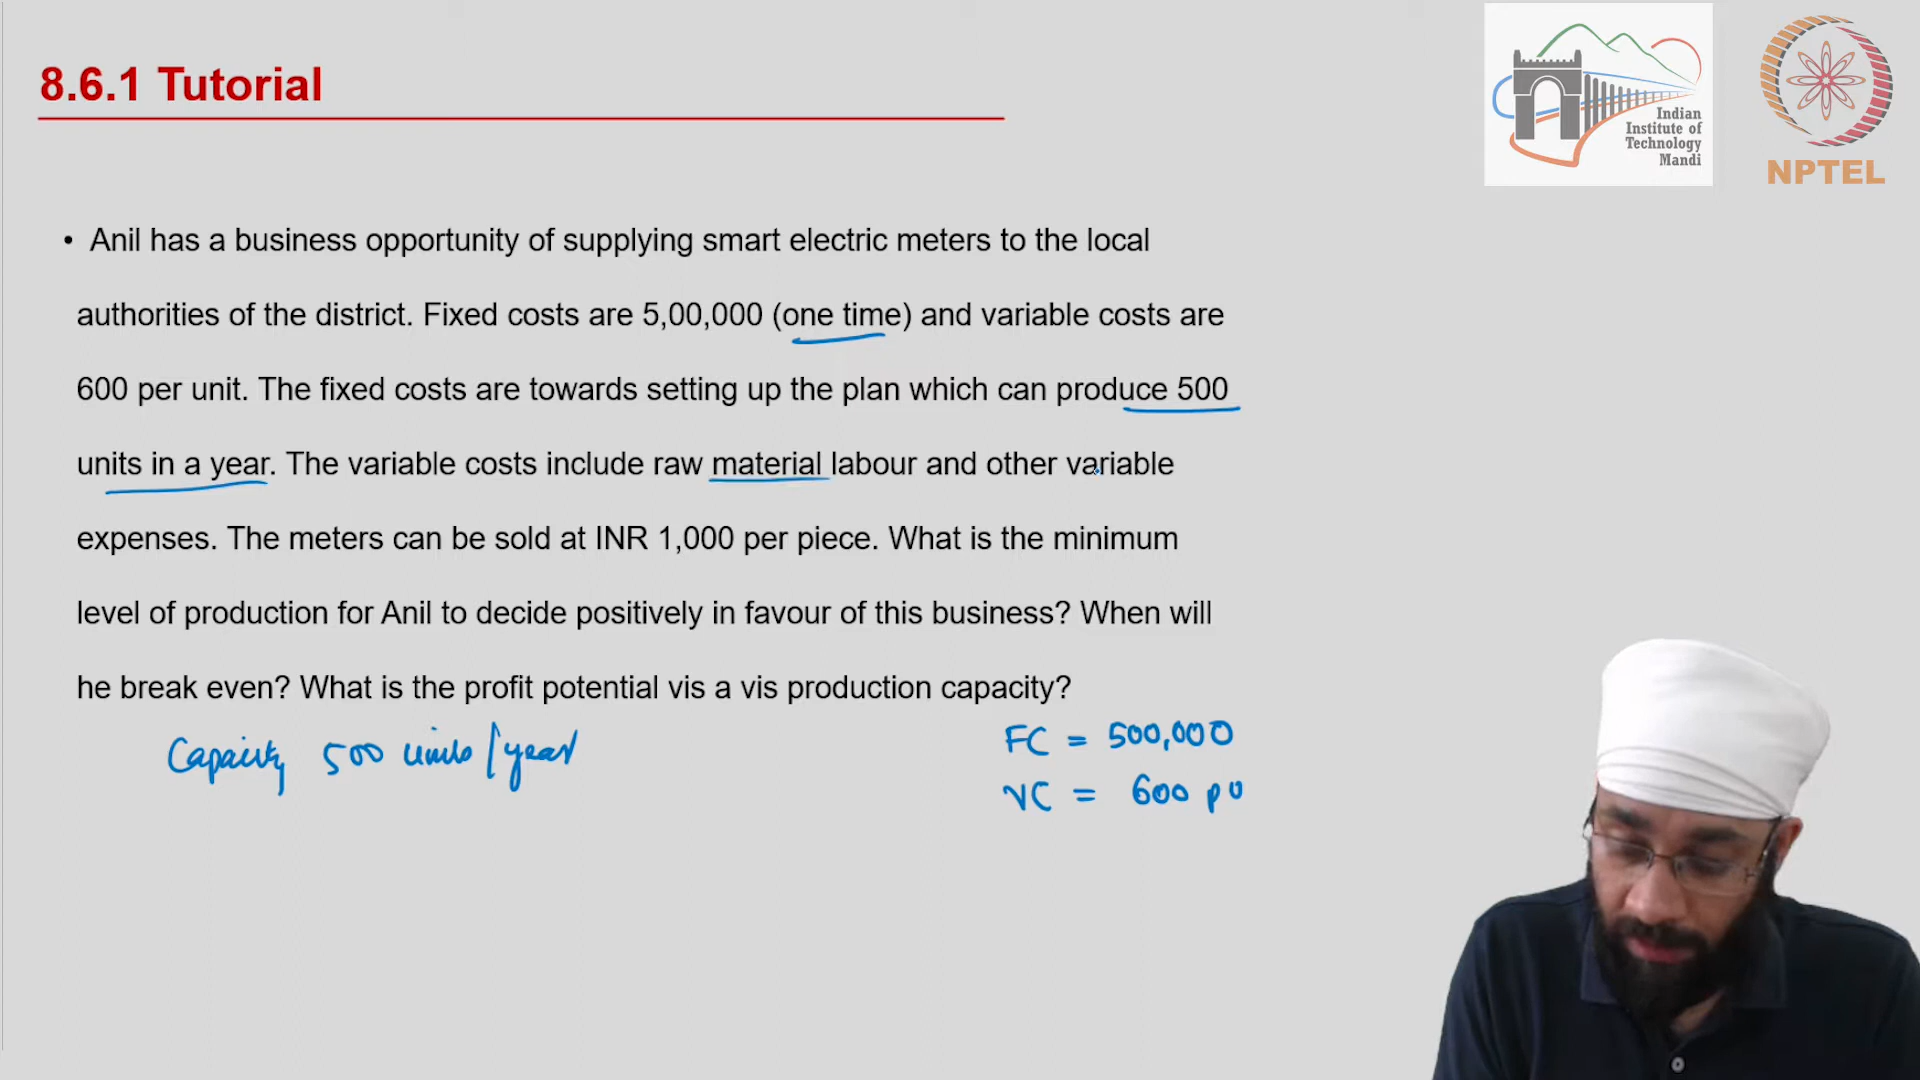 8.6.1 Tutorial
Indian
Institute of
Technology
Mandi
NPTEL
• Anil has a business opportunity of supplying smart electric meters to the local
authorities of the district. Fixed costs are 5,00,000 (one time) and variable costs are
600 per unit. The fixed costs are towards setting up the plan which can produce 500
units in a year. The variable costs include raw material labour and other variable
expenses. The meters can be sold at INR 1,000 per piece. What is the minimum
level of production for Anil to decide positively in favour of this business? When will
he break even? What is the profit potential vis a vis production capacity?
Capacity 500 units/year
FC = 500,000
VC = 600 pu